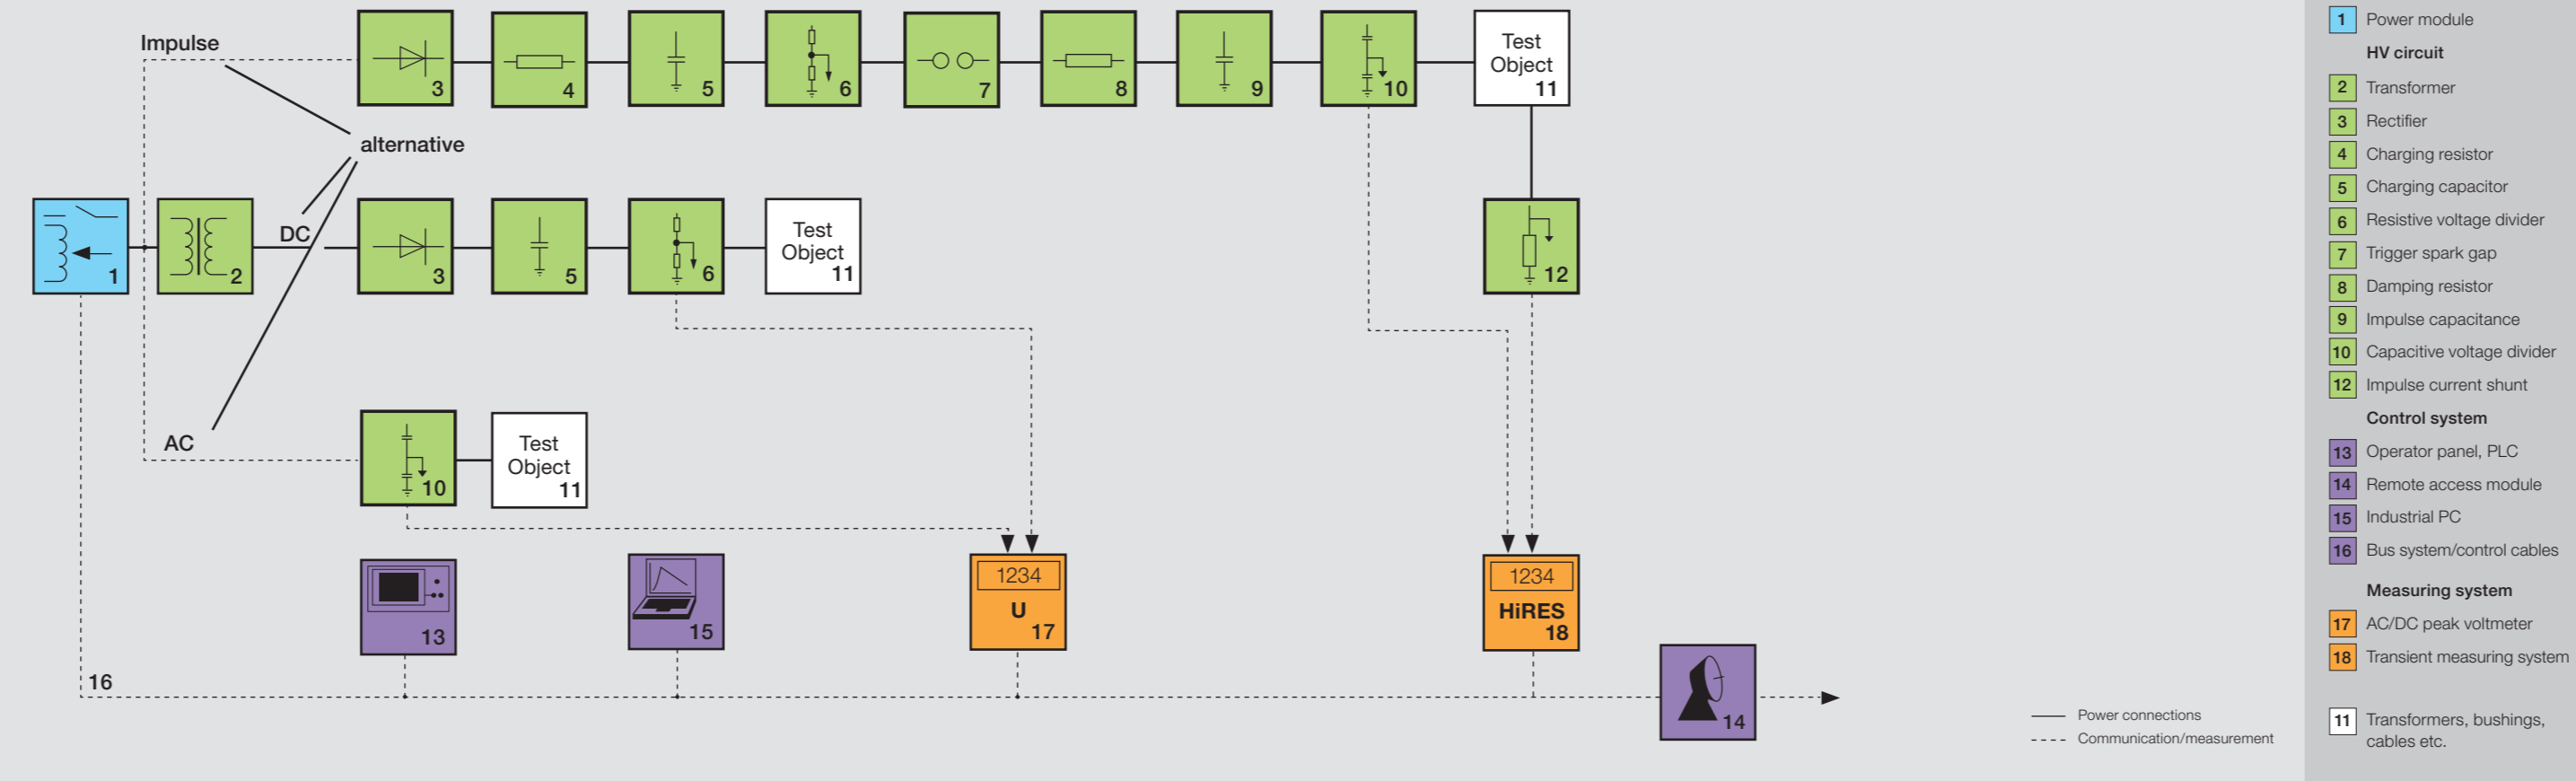 Impulse
3
4
5
6
7
8
9
10
Test
Object
11
alternative
1
2
DC
3
5
6
Test
Object
11
12
AC
10
Test
Object
11
13
15
1234
U
17
1234
HiRES
18
16
14
Power connections
Communication/measurement
1 Power module
HV circuit
2 Transformer
3 Rectifier
4 Charging resistor
5 Charging capacitor
6 Resistive voltage divider
7 Trigger spark gap
8 Damping resistor
9 Impulse capacitance
10 Capacitive voltage divider
12 Impulse current shunt
Control system
13 Operator panel, PLC
14 Remote access module
15 Industrial PC
16 Bus system/control cables
Measuring system
17 AC/DC peak voltmeter
18 Transient measuring system
11 Transformers, bushings,
cables etc.